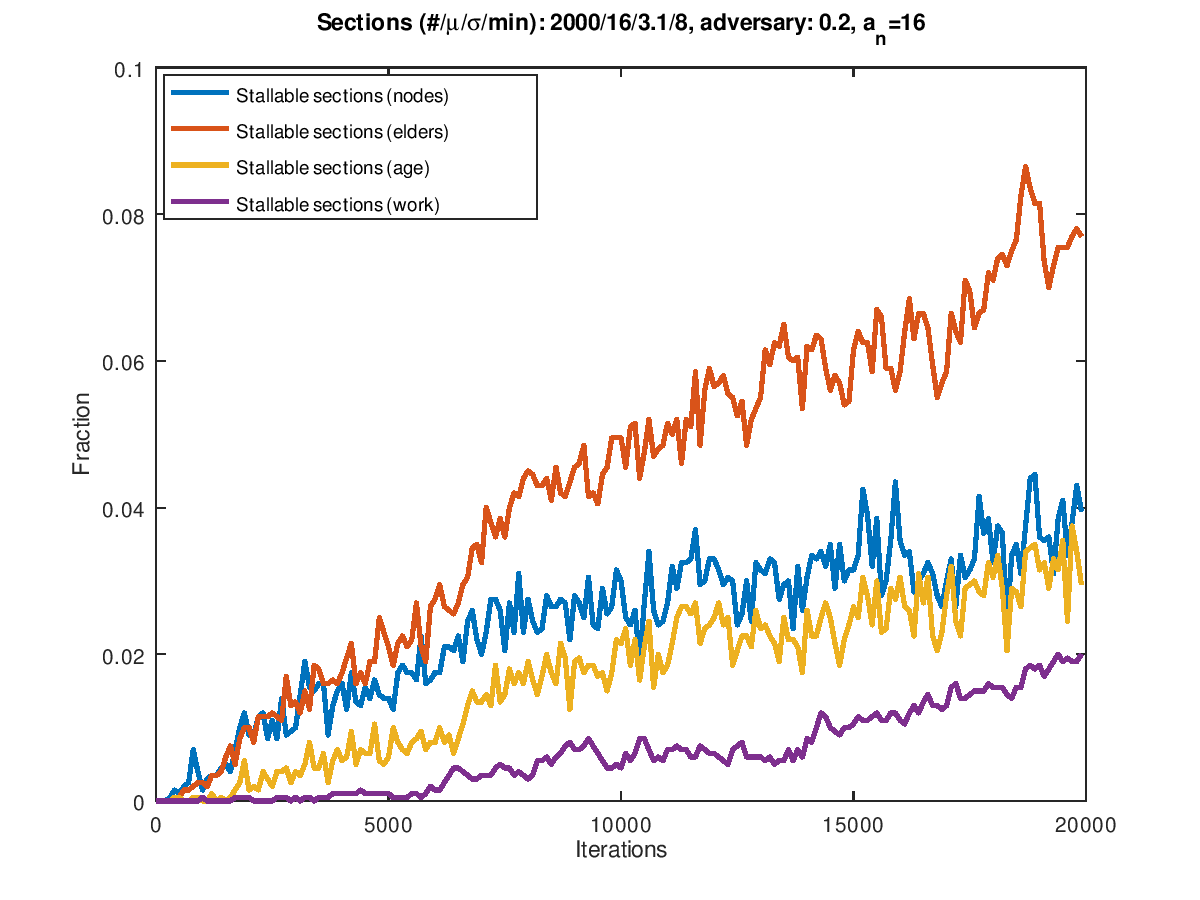 Sections (#/μ/σ/min): 2000/16/3.1/8, adversary: 0.2, a_n=16
0.1
Stallable sections (nodes)
Stallable sections (elders)
Stallable sections (age)
Stallable sections (work)
0.08
0.06
Fraction
0.04
0.02
0
0 5000 10000 15000 20000
Iterations